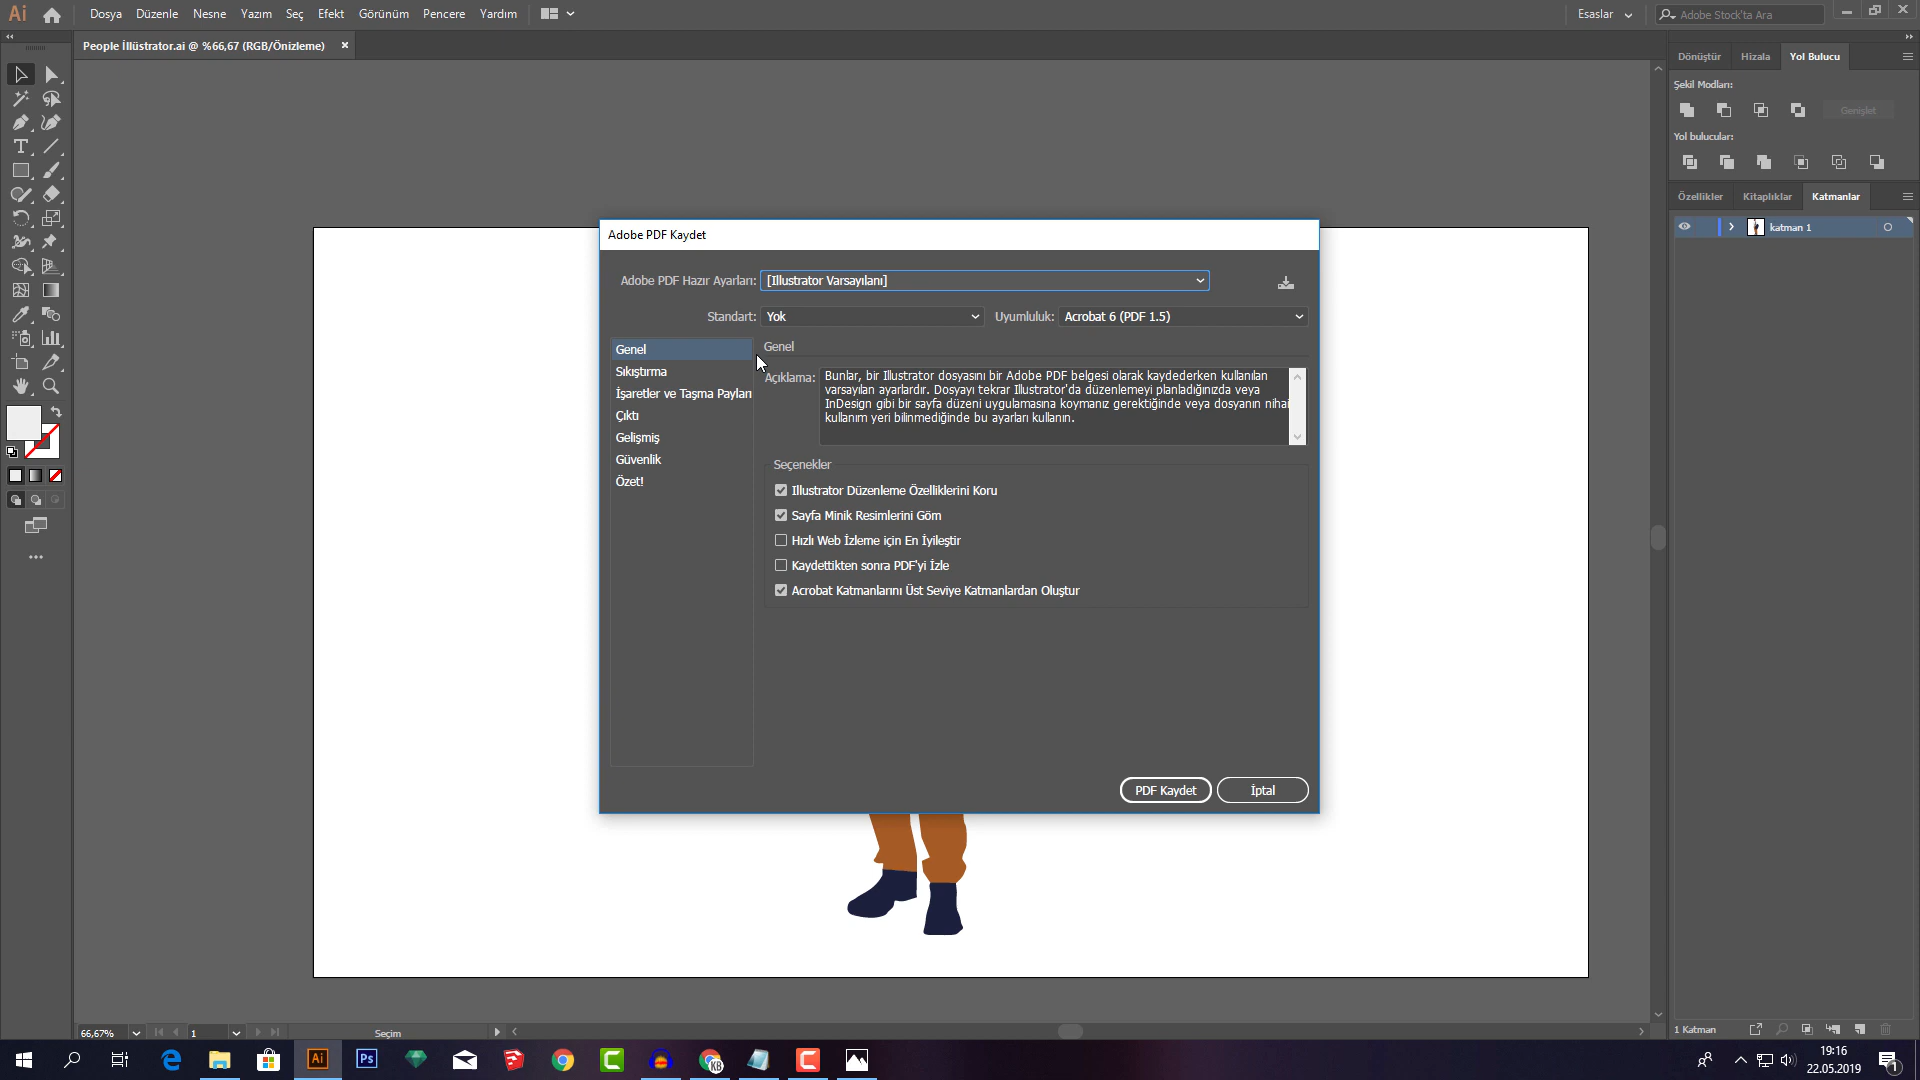 Ai
Dosya Düzenle Nesne Yazım Seç Efekt Görünüm Pencere Yardım
Esaslar
Adobe Stock'ta Ara
People İllüstrator.ai @ %66,67 (RGB/Önizleme)
Dönüştür Hizala Yol Bulucu
Şekil Modları:
Genişlet
Yol bulucular:
Özellikler Kitaplıklar Katmanlar
katman 1
Adobe PDF Kaydet
Adobe PDF Hazır Ayarları: [Illustrator Varsayılanı]
Standart: Yok Uyumluluk: Acrobat 6 (PDF 1.5)
Genel
Sıkıştırma
İşaretler ve Taşma Payları
Çıktı
Gelişmiş
Güvenlik
Özet!
Genel
Açıklama:
Bunlar, bir Illustrator dosyasını bir Adobe PDF belgesi olarak kaydederken kullanılan
varsayılan ayarlardır. Dosyayı tekrar Illustrator'da düzenlemeyi planladığınızda veya
InDesign gibi bir sayfa düzeni uygulamasına koymanız gerektiğinde veya dosyanın nihai
kullanım yeri bilinmediğinde bu ayarları kullanın.
Seçenekler
Illustrator Düzenleme Özelliklerini Koru
Sayfa Minik Resimlerini Göm
Hızlı Web İzleme için En İyileştir
Kaydettikten sonra PDF'yi İzle
Acrobat Katmanlarını Üst Seviye Katmanlardan Oluştur
PDF Kaydet
İptal
66,67%
1
Seçim
1 Katman
Ai
Ps
KB
19:16
22.05.2019
1